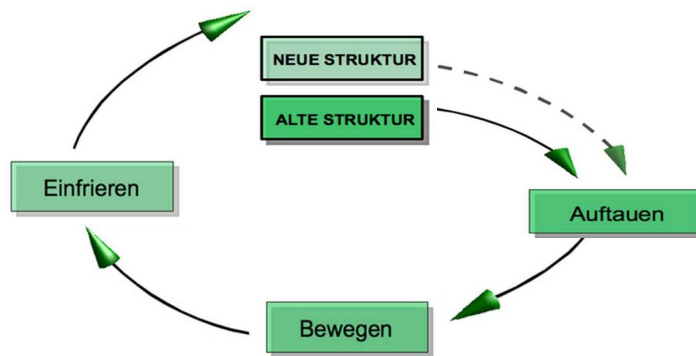 NEUE STRUKTUR
ALTE STRUKTUR
Einfrieren
Auftauen
Bewegen